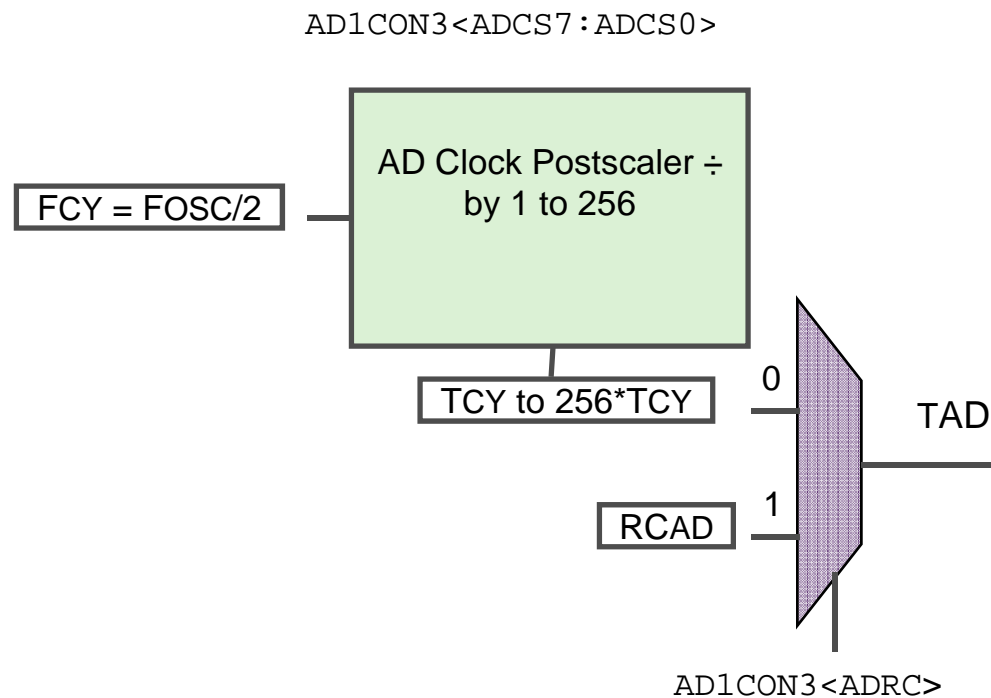 AD1CON3<ADCS7:ADCS0>
AD Clock Postscaler ÷
by 1 to 256
FCY = FOSC/2
TCY to 256*TCY
0
TAD
1
RCAD
AD1CON3<ADRC>